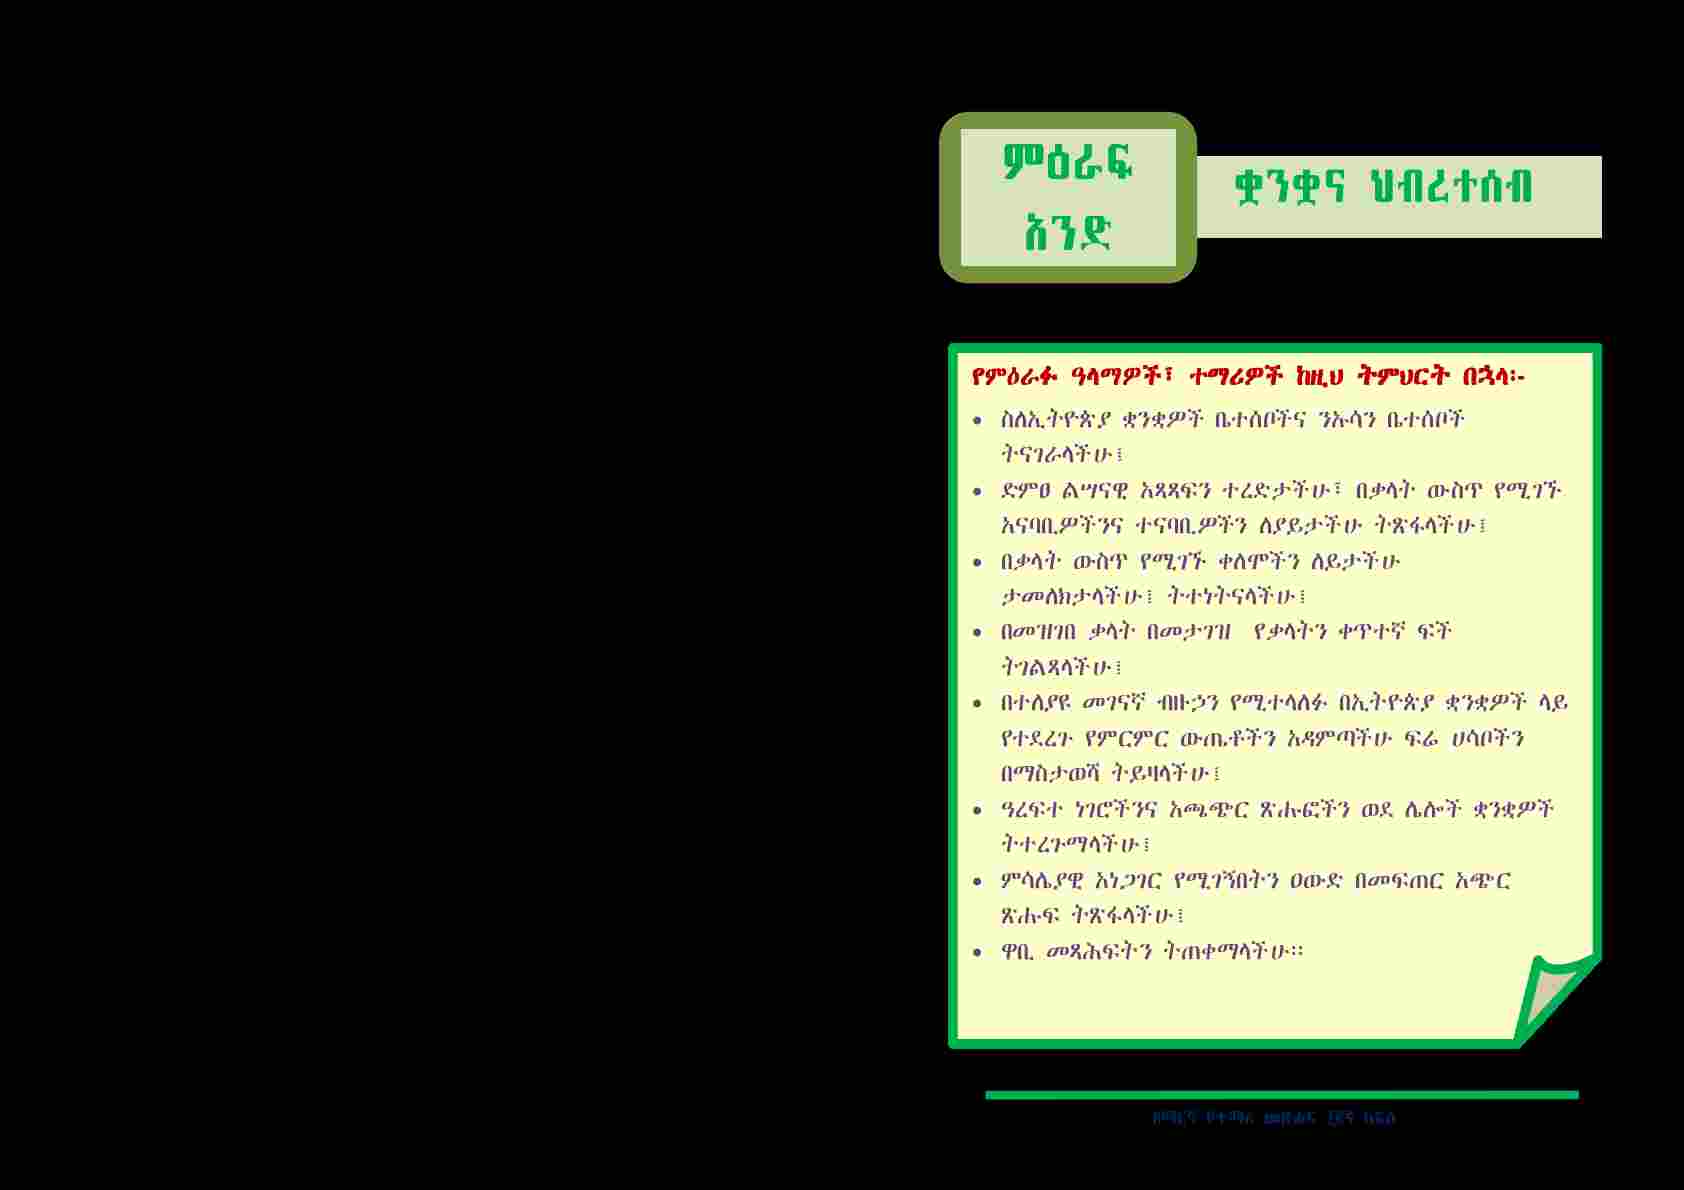 ምዕራፍ
አንድ
ቋንቋና ህብረተሰብ
የምዕራፉ ዓላማዎች፣ ተማሪዎች ከዚህ ትምህርት በኋላ፡-
• ስለኢትዮጵያ ቋንቋዎች ቤተሰቦችና ንኡሳን ቤተሰቦች
ትናገራላችሁ፤
• ድምፀ ልሣናዊ አጻጻፍን ተረድታችሁ፣ በቃላት ውስጥ የሚገኙ
አናባቢዎችንና ተናባቢዎችን ለያይታችሁ ትጽፋላችሁ፤
• በቃላት ውስጥ የሚገኙ ቀለሞችን ለይታችሁ
ታመለክታላችሁ፤ ትተነትናላችሁ፤
• በመዝገበ ቃላት በመታገዝ የቃላትን ቀጥተኛ ፍች
ትገልጻላችሁ፤
• በተለያዩ መገናኛ ብዙኃን የሚተላለፉ በኢትዮጵያ ቋንቋዎች ላይ
የተደረጉ የምርምር ውጤቶችን አዳምጣችሁ ፍሬ ሀሳቦችን
በማስታወሻ ትይዛላችሁ፤
• ዓረፍተ ነገሮችንና አጫጭር ጽሑፎችን ወደ ሌሎች ቋንቋዎች
ትተረጉማላችሁ፤
• ምሳሌያዊ አነጋገር የሚገኝበትን ዐውድ በመፍጠር አጭር
ጽሑፍ ትጽፋላችሁ፤
• ዋቢ መጻሕፍትን ትጠቀማላችሁ።